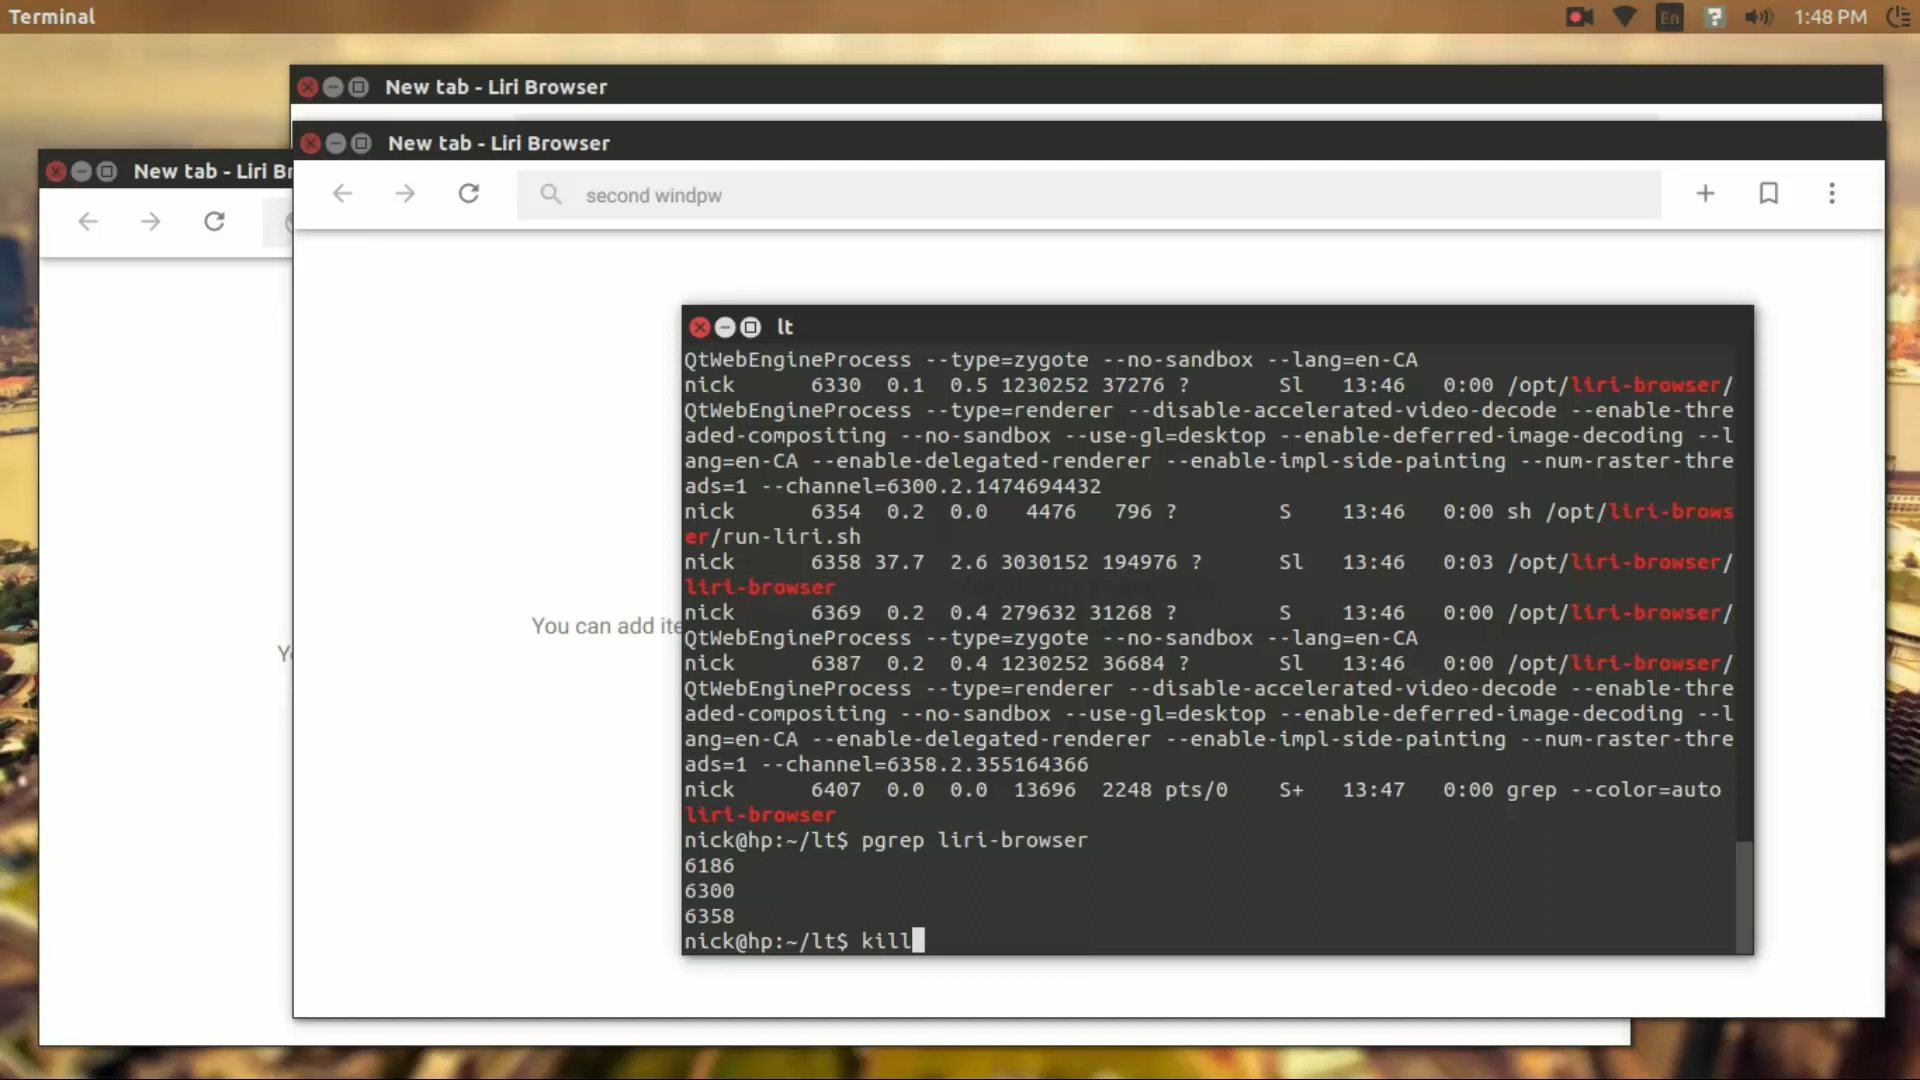 Terminal
En
1:48 PM
New tab - Liri Browser
New tab - Liri Browser
New tab - Liri Br
second windpw
You can add ite
lt
QtWebEngineProcess --type=zygote --no-sandbox --lang=en-CA
nick      6330  0.1  0.5 1230252 37276 ?       Sl   13:46   0:00 /opt/liri-browser/
QtWebEngineProcess --type=renderer --disable-accelerated-video-decode --enable-thre
aded-compositing --no-sandbox --use-gl=desktop --enable-deferred-image-decoding --l
ang=en-CA --enable-delegated-renderer --enable-impl-side-painting --num-raster-thre
ads=1 --channel=6300.2.1474694432
nick      6354  0.2  0.0   4476   796 ?        S    13:46   0:00 sh /opt/liri-brows
er/run-liri.sh
nick      6358 37.7  2.6 3030152 194976 ?      Sl   13:46   0:03 /opt/liri-browser/
liri-browser
nick      6369  0.2  0.4 279632 31268 ?        S    13:46   0:00 /opt/liri-browser/
QtWebEngineProcess --type=zygote --no-sandbox --lang=en-CA
nick      6387  0.2  0.4 1230252 36684 ?       Sl   13:46   0:00 /opt/liri-browser/
QtWebEngineProcess --type=renderer --disable-accelerated-video-decode --enable-thre
aded-compositing --no-sandbox --use-gl=desktop --enable-deferred-image-decoding --l
ang=en-CA --enable-delegated-renderer --enable-impl-side-painting --num-raster-thre
ads=1 --channel=6358.2.355164366
nick      6407  0.0  0.0  13696  2248 pts/0    S+   13:47   0:00 grep --color=auto
liri-browser
nick@hp:~/lt$ pgrep liri-browser
6186
6300
6358
nick@hp:~/lt$ kill